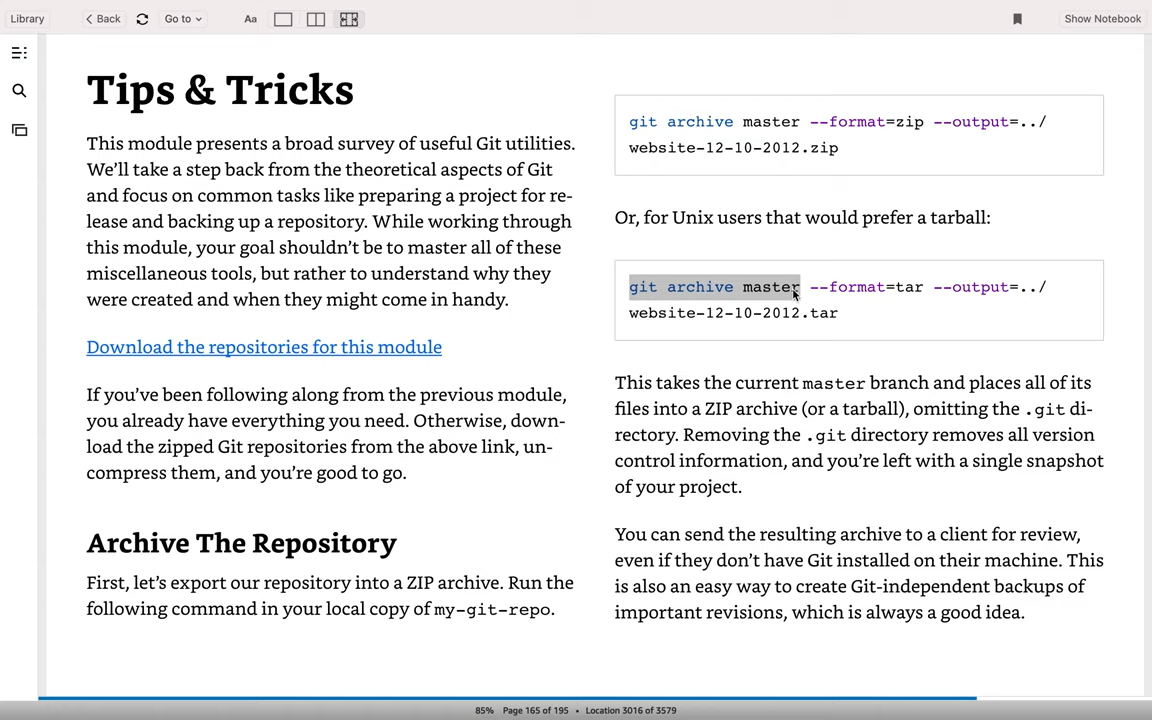 Library
Back
Go to
Aa
Show Notebook
Tips & Tricks
This module presents a broad survey of useful Git utilities.
We’ll take a step back from the theoretical aspects of Git
and focus on common tasks like preparing a project for re-
lease and backing up a repository. While working through
this module, your goal shouldn’t be to master all of these
miscellaneous tools, but rather to understand why they
were created and when they might come in handy.
Download the repositories for this module
If you’ve been following along from the previous module,
you already have everything you need. Otherwise, down-
load the zipped Git repositories from the above link, un-
compress them, and you’re good to go.
Archive The Repository
First, let’s export our repository into a ZIP archive. Run the
following command in your local copy of my-git-repo.
git archive master --format=zip --output=../
website-12-10-2012.zip
Or, for Unix users that would prefer a tarball:
git archive master --format=tar --output=../
website-12-10-2012.tar
This takes the current master branch and places all of its
files into a ZIP archive (or a tarball), omitting the .git di-
rectory. Removing the .git directory removes all version
control information, and you’re left with a single snapshot
of your project.
You can send the resulting archive to a client for review,
even if they don’t have Git installed on their machine. This
is also an easy way to create Git-independent backups of
important revisions, which is always a good idea.
85% Page 165 of 195 • Location 3016 of 3579